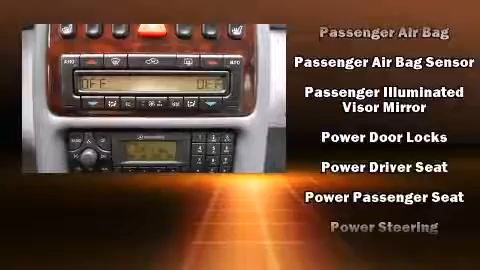 Passenger Air Bag
Passenger Air Bag Sensor
Passenger Illuminated
Visor Mirror
Power Door Locks
Power Driver Seat
Power Passenger Seat
Power Steering
AUTO
AUTO
OFF